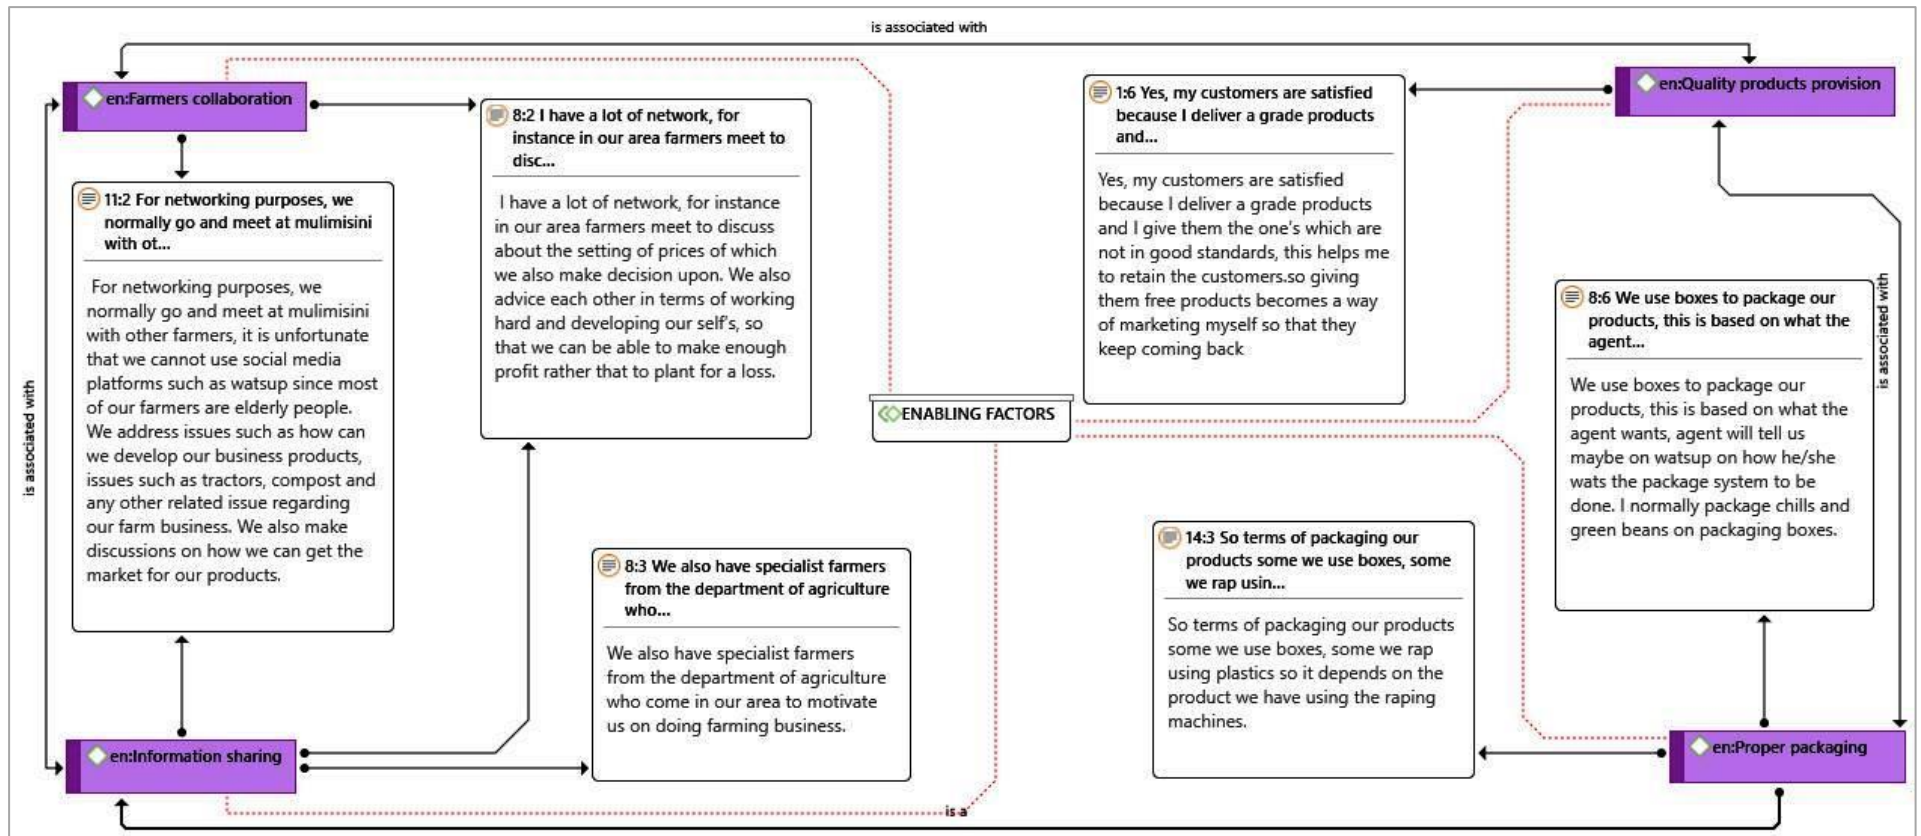 is associated with
en:Farmers collaboration
8:2 I have a lot of network, for
instance in our area farmers meet to
disc...
I have a lot of network, for instance
in our area farmers meet to discuss
about the setting of prices of which
we also make decision upon. We also
advice each other in terms of working
hard and developing our self's, so
that we can be able to make enough
profit rather that to plant for a loss.
1:6 Yes, my customers are satisfied
because I deliver a grade products
and...
Yes, my customers are satisfied
because I deliver a grade products
and I give them the one's which are
not in good standards, this helps me
to retain the customers.so giving
them free products becomes a way
of marketing myself so that they
keep coming back
en:Quality products provision
11:2 For networking purposes, we
normally go and meet at mulimisini
with ot...
For networking purposes, we
normally go and meet at mulimisini
with other farmers, it is unfortunate
that we cannot use social media
platforms such as watsup since most
of our farmers are elderly people.
We address issues such as how can
we develop our business products,
issues such as tractors, compost and
any other related issue regarding
our farm business. We also make
discussions on how we can get the
market for our products.
is associated with
ENABLING FACTORS
8:6 We use boxes to package our
products, this is based on what the
agent...
We use boxes to package our
products, this is based on what the
agent wants, agent will tell us
maybe on watsup on how he/she
wats the package system to be
done. I normally package chills and
green beans on packaging boxes.
is associated with
8:3 We also have specialist farmers
from the department of agriculture
who...
We also have specialist farmers
from the department of agriculture
who come in our area to motivate
us on doing farming business.
14:3 So terms of packaging our
products some we use boxes, some
we rap usin...
So terms of packaging our products
some we use boxes, some we rap
using plastics so it depends on the
product we have using the raping
machines.
en:Information sharing
en:Proper packaging
is a